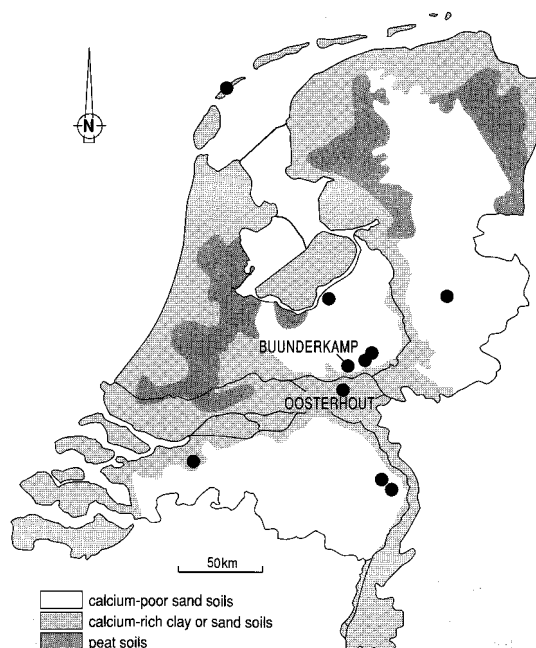 N
BUUNDERKAMP
OOSTERHOUT
50km
calcium-poor sand soils
calcium-rich clay or sand soils
peat soils